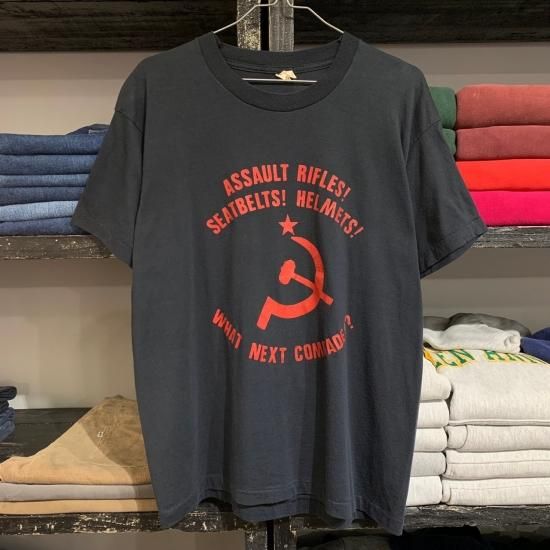 ASSAULT RIFLES!
SEATBELTS! HELMETS!
WHAT NEXT COMRADE?